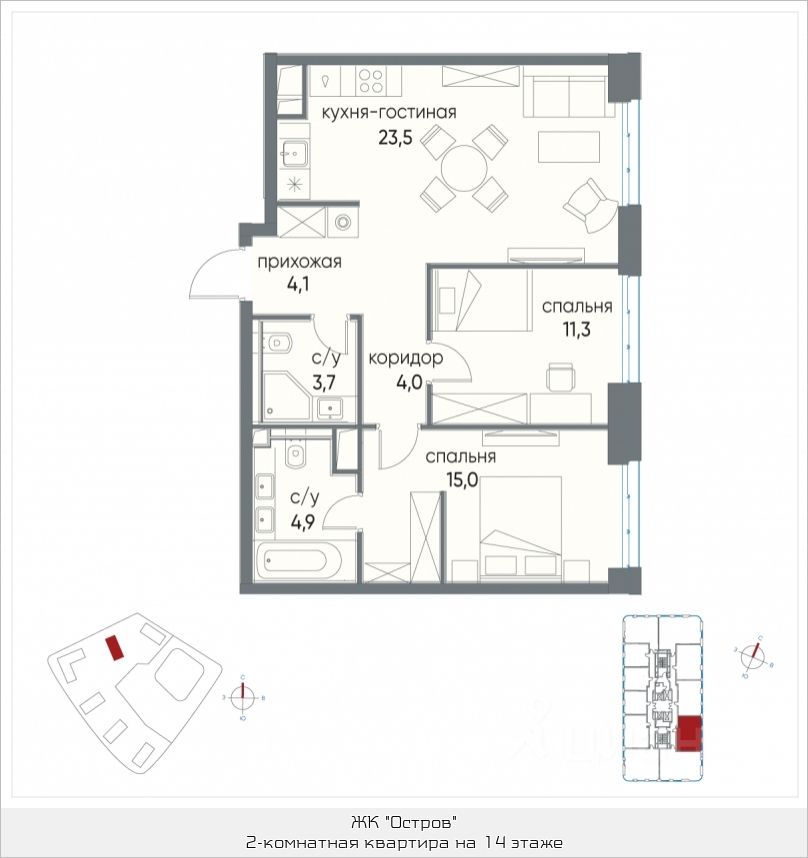 кухня-гостиная
23,5
прихожая
4,1
спальня
11,3
с/у
3,7
коридор
4,0
спальня
15,0
с/у
4,9
С
З В
Ю
С
З В
Ю
ЖК "Остров"
2-комнатная квартира на 14 этаже